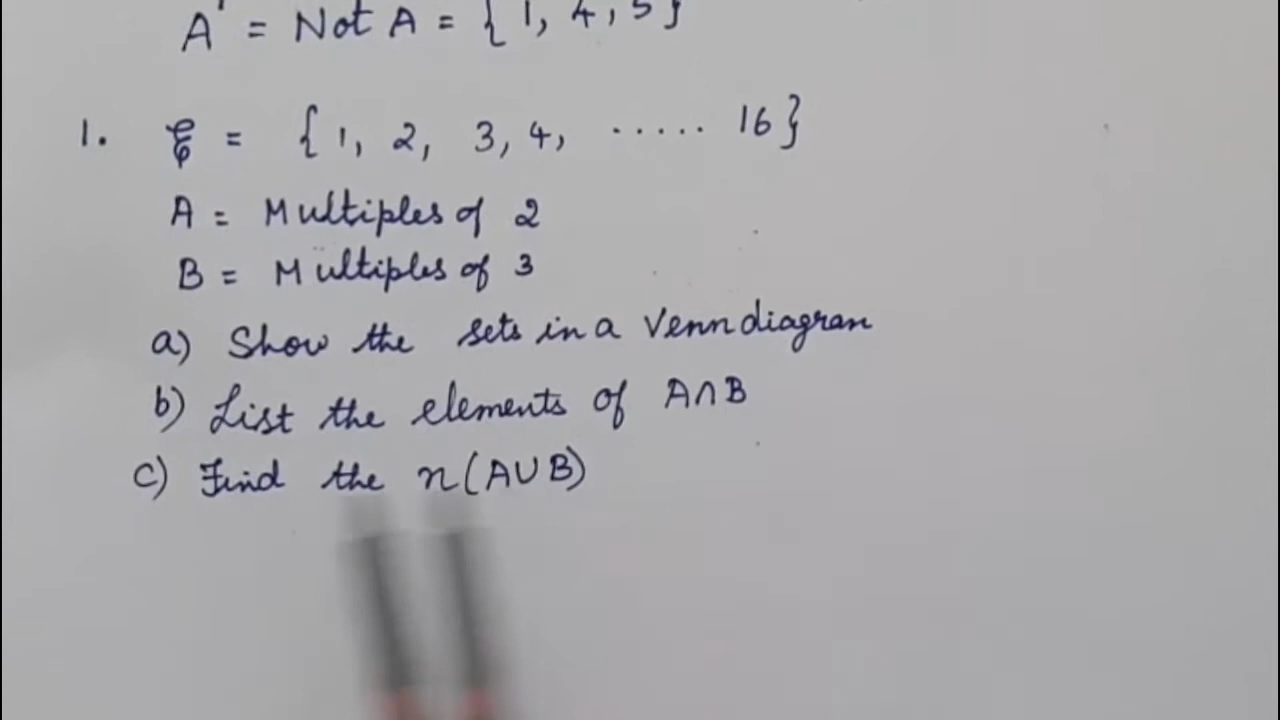 A' = Not A = { 1, 4, 5 }
1. ξ = { 1, 2, 3, 4, ..... 16 }
A = Multiples of 2
B = Multiples of 3
a) Show the sets in a Venn diagram
b) List the elements of A∩B
c) Find the n(A∪B)